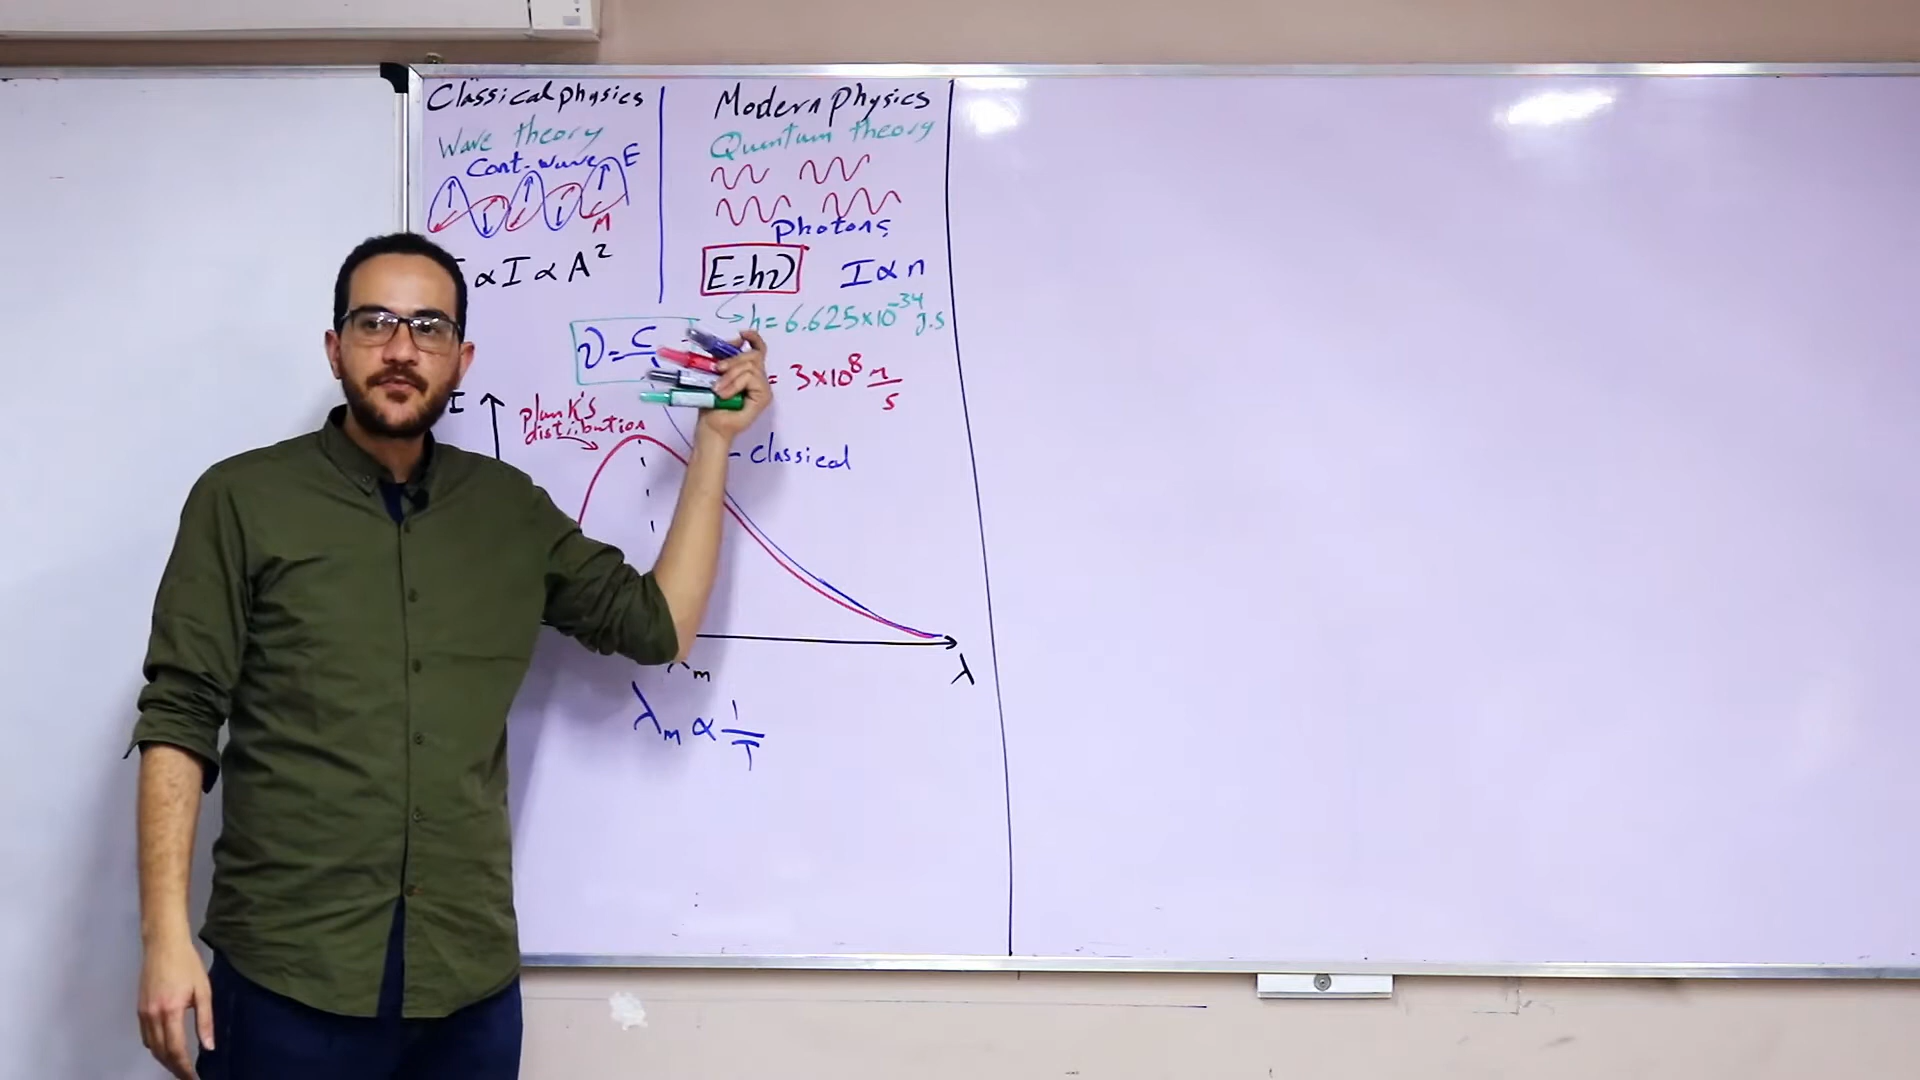 Classical physics
Wave theory
Cont. wave
E
M
∝ I ∝ A²
Modern Physics
Quantum theory
Photons
E=hν
I ∝ n
h = 6.625×10⁻³⁴ J.s
ν = C
= 3×10⁸ m/s
I
plank's
distribution
- Classical
m
λ
λm ∝ 1/T